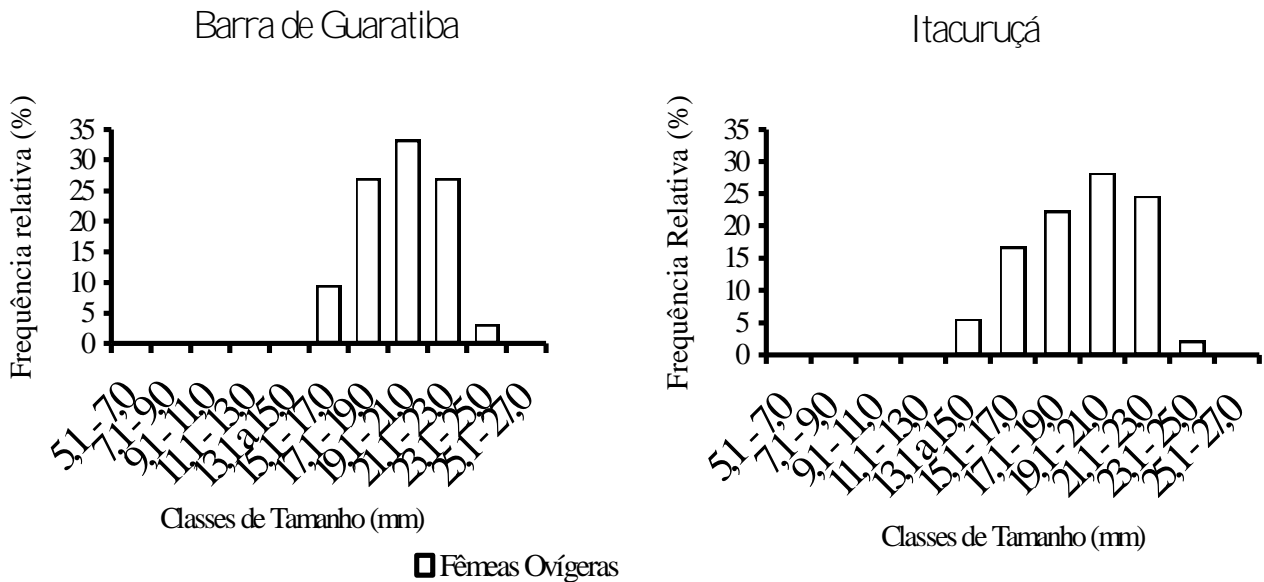 Barra de Guaratiba
Frequência relativa (%)
35
30
25
20
15
10
5
0
5,1 - 7,0
7,1 - 9,0
9,1 - 11,0
11,1 - 13,0
13,1 a 15,0
15,1 - 17,0
17,1 - 19,0
19,1 - 21,0
21,1 - 23,0
23,1 - 25,0
25,1 - 27,0
Classes de Tamanho (mm)
Itacuruçá
Frequência Relativa (%)
35
30
25
20
15
10
5
0
5,1 - 7,0
7,1 - 9,0
9,1 - 11,0
11,1 - 13,0
13,1 a 15,0
15,1 - 17,0
17,1 - 19,0
19,1 - 21,0
21,1 - 23,0
23,1 - 25,0
25,1 - 27,0
Classes de Tamanho (mm)
Fêmeas Ovígeras